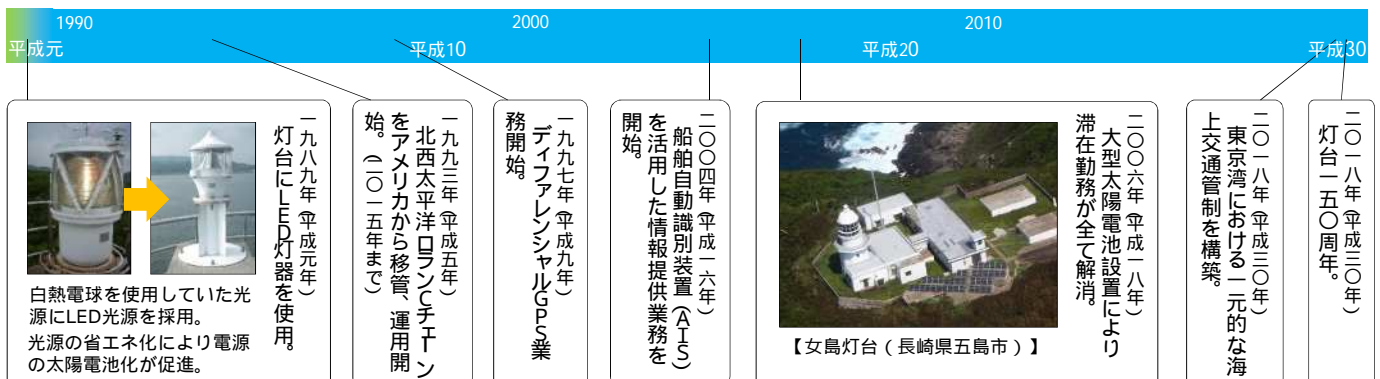 1990
2000
2010
平成元
平成10
平成20
平成30
一九八九年(平成元年)
灯台にLED灯器を使用。
白熱電球を使用していた光
源にLED光源を採用。
光源の省エネ化により電源
の太陽電池化が促進。
一九九三年(平成五年)
北西太平洋ロランCチェーン
をアメリカから移管、運用開
始。(二〇一五年まで)
一九九七年(平成九年)
ディファレンシャルGPS業
務開始。
二〇〇四年(平成一六年)
船舶自動識別装置(AIS)
を活用した情報提供業務を
開始。
二〇〇六年(平成一八年)
大型太陽電池設置により
滞在勤務が全て解消。
【女島灯台(長崎県五島市)】
二〇一八年(平成三〇年)
東京湾における一元的な海
上交通管制を構築。
二〇一八年(平成三〇年)
灯台一五〇周年。